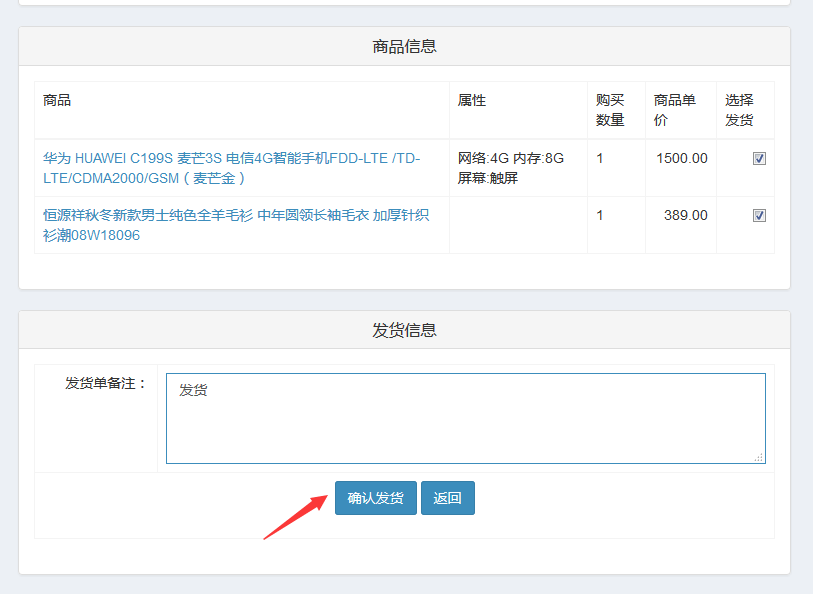 商品信息
商品 属性 购买数量 商品单价 选择发货
华为 HUAWEI C199S 麦芒3S 电信4G智能手机FDD-LTE /TD-
LTE/CDMA2000/GSM（麦芒金） 网络:4G 内存:8G
屏幕:触屏 1 1500.00
恒源祥秋冬新款男士纯色全羊毛衫 中年圆领长袖毛衣 加厚针织
衫潮08W18096 1 389.00
发货信息
发货单备注： 发货
确认发货 返回